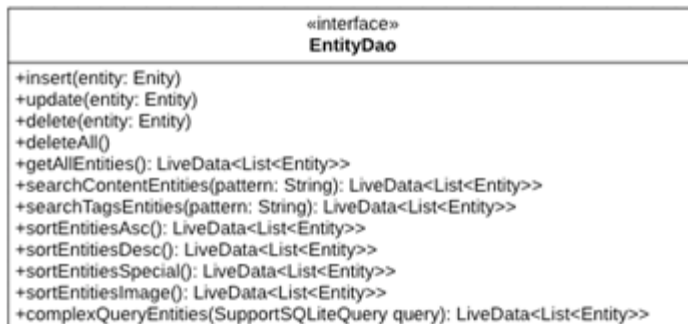 «interface»
EntityDao
+insert(entity: Enity)
+update(entity: Entity)
+delete(entity: Entity)
+deleteAll()
+getAllEntities(): LiveData<List<Entity>>
+searchContentEntities(pattern: String): LiveData<List<Entity>>
+searchTagsEntities(pattern: String): LiveData<List<Entity>>
+sortEntitiesAsc(): LiveData<List<Entity>>
+sortEntitiesDesc(): LiveData<List<Entity>>
+sortEntitiesSpecial(): LiveData<List<Entity>>
+sortEntitiesImage(): LiveData<List<Entity>>
+complexQueryEntities(SupportSQLiteQuery query): LiveData<List<Entity>>